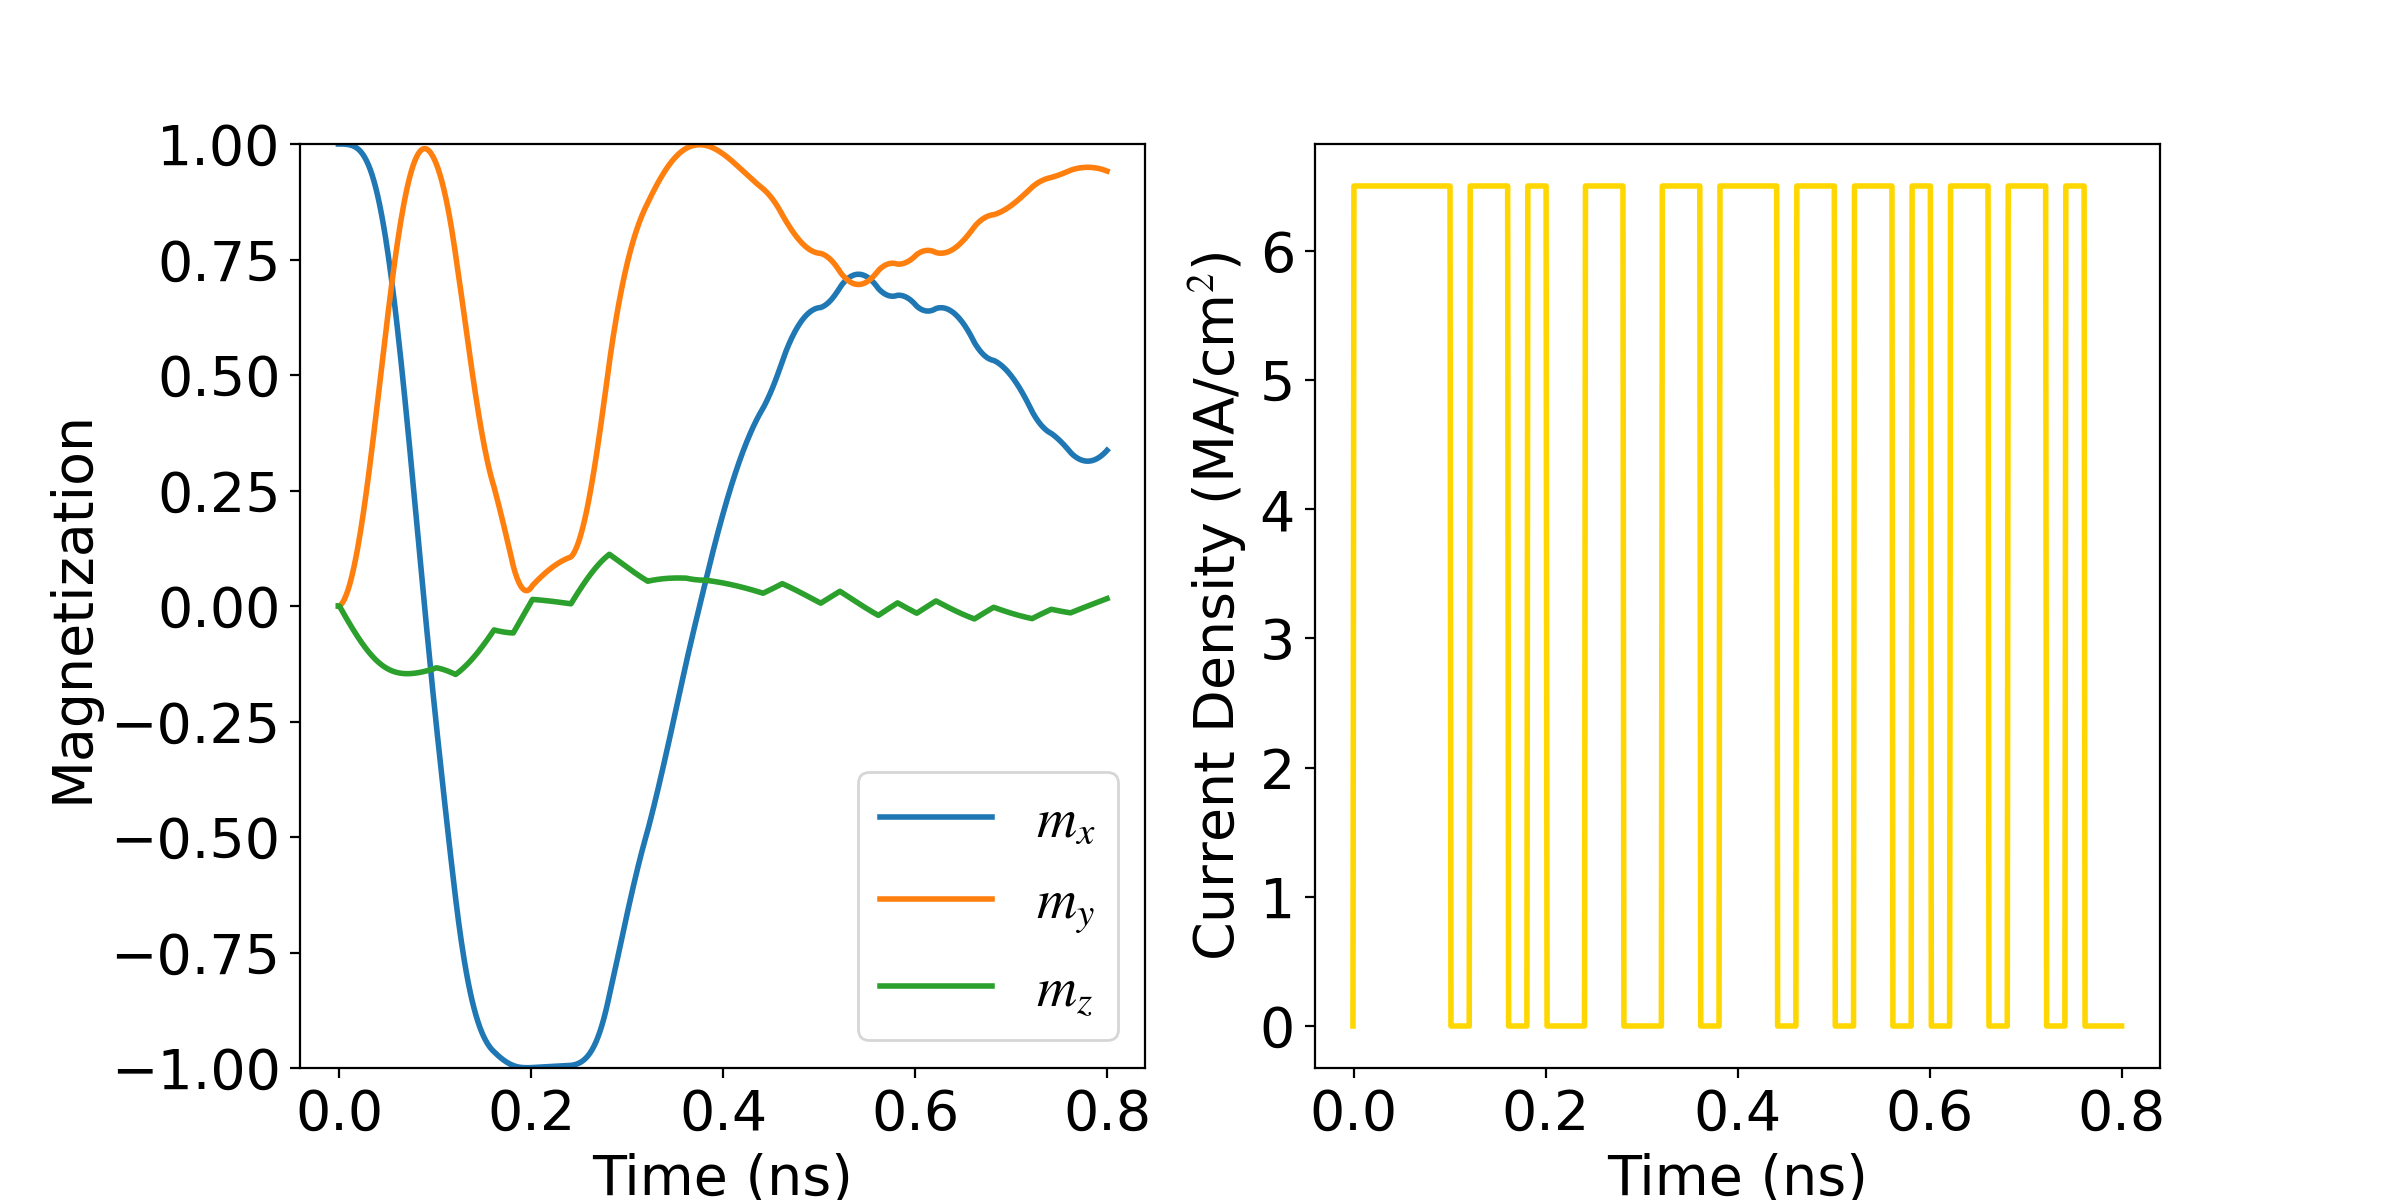 Magnetization
1.00
0.75
0.50
0.25
0.00
−0.25
−0.50
−0.75
−1.00
0.0 0.2 0.4 0.6 0.8
Time (ns)
m_x
m_y
m_z
Current Density (MA/cm²)
6
5
4
3
2
1
0
0.0 0.2 0.4 0.6 0.8
Time (ns)